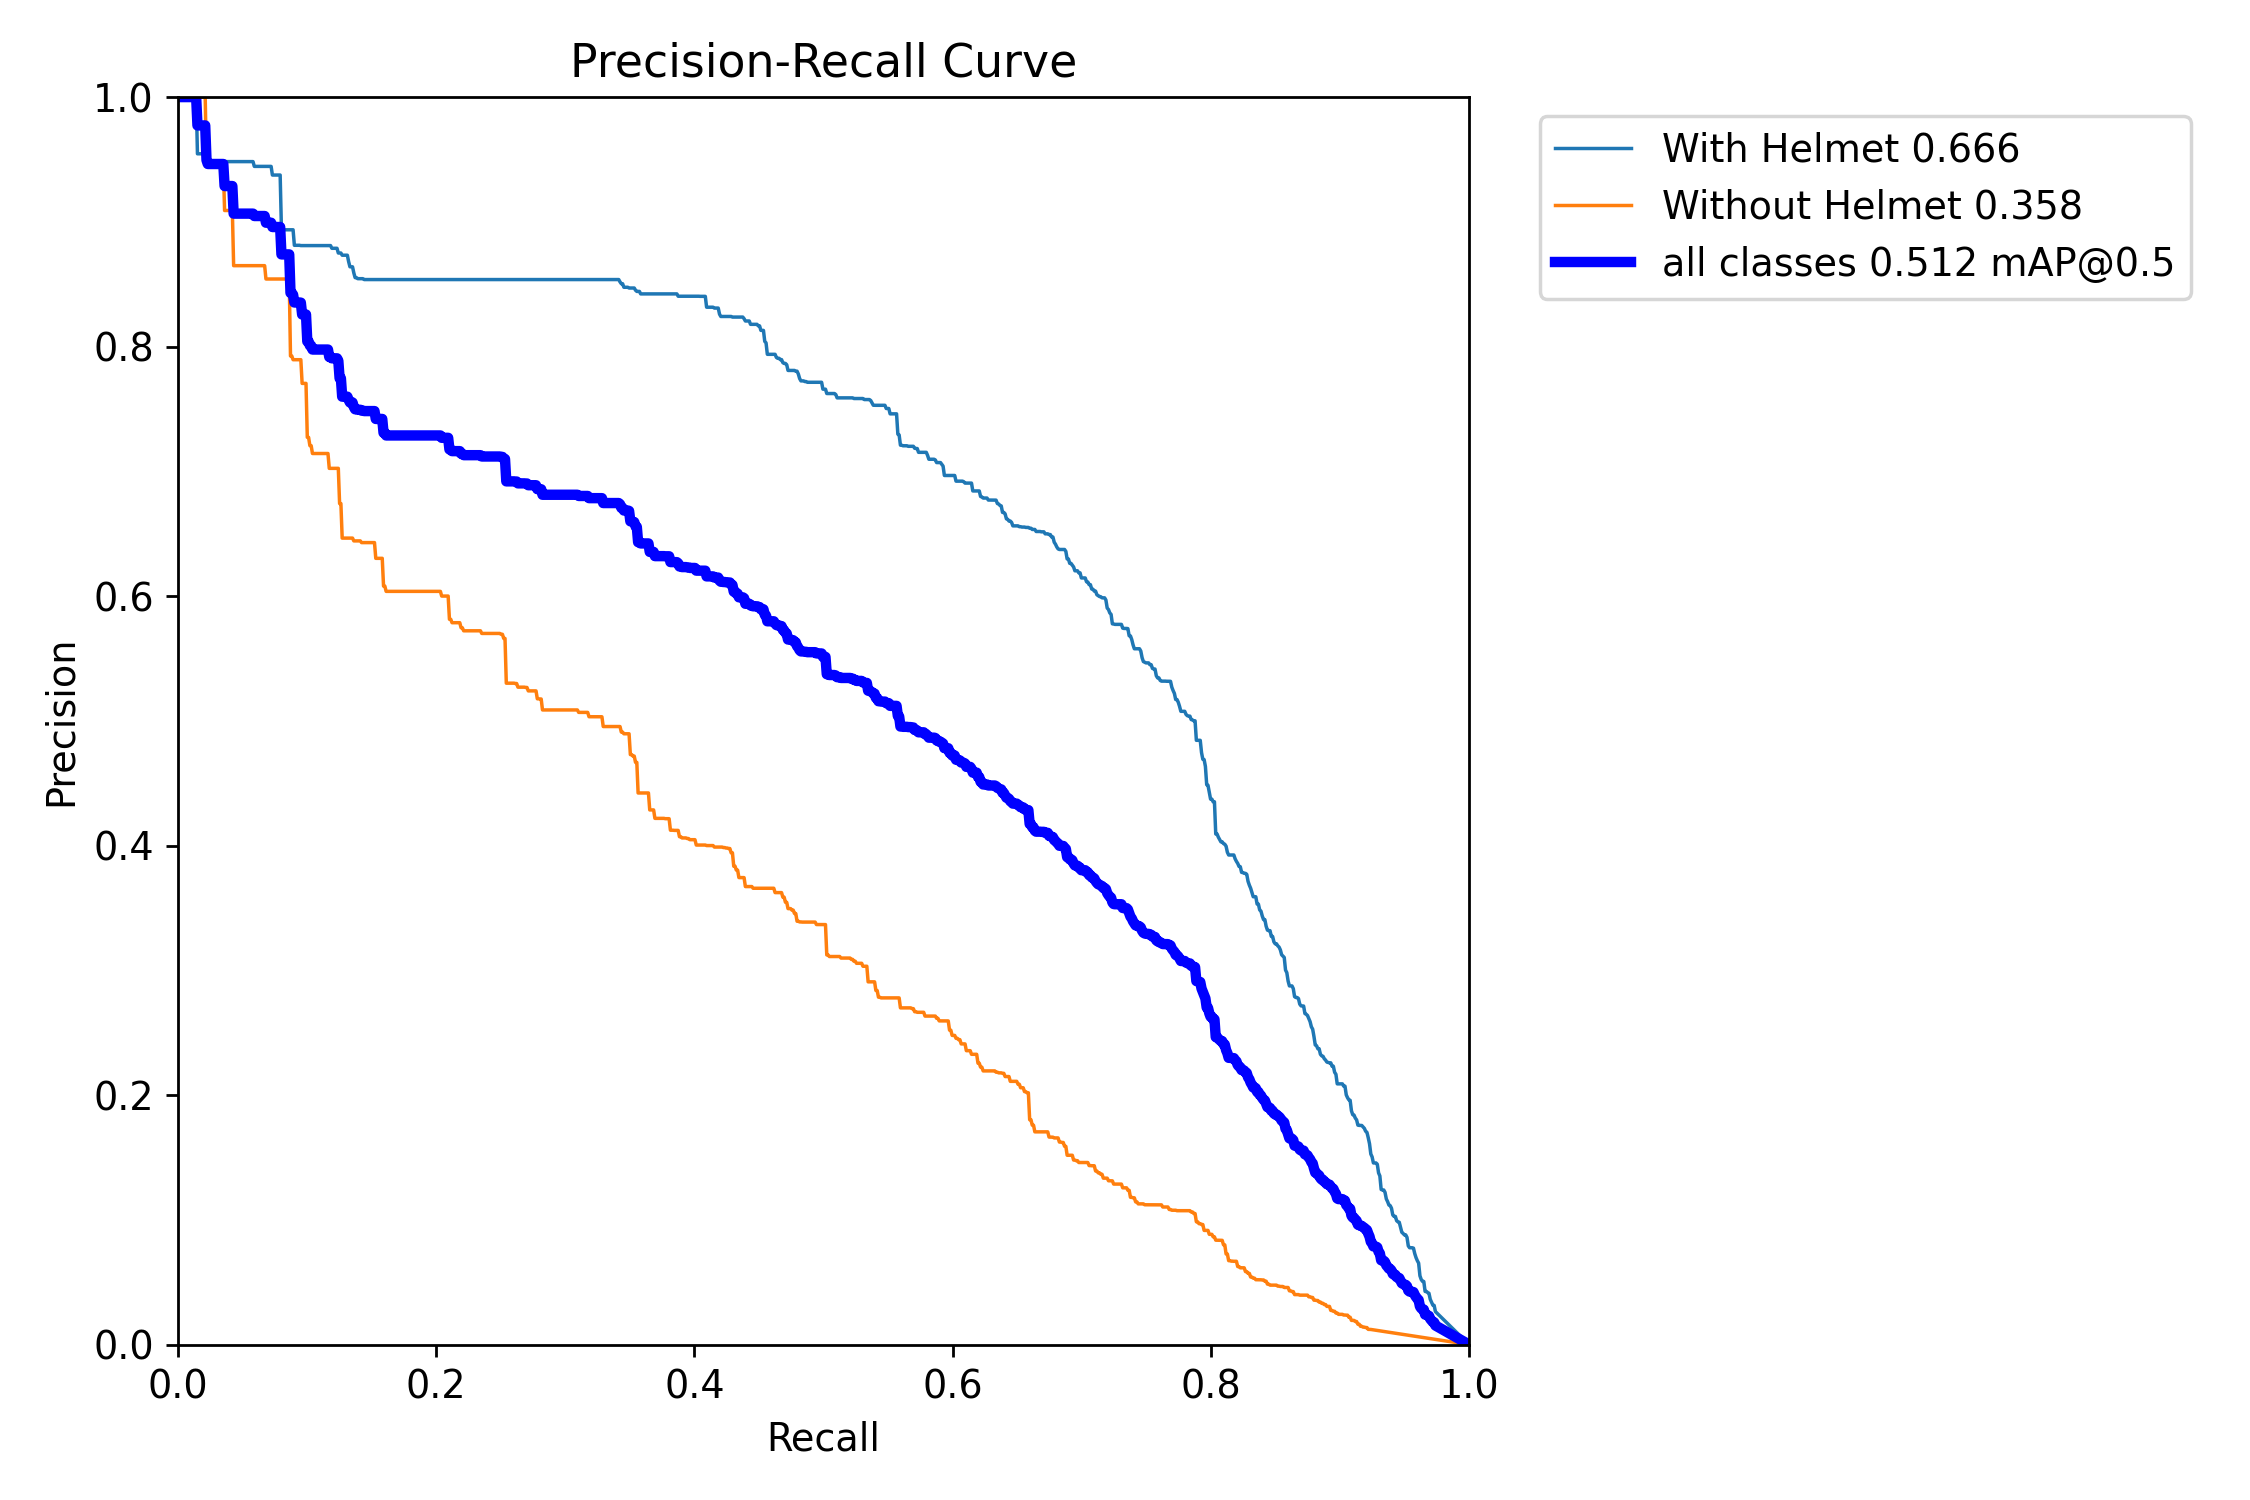 Precision-Recall Curve
With Helmet 0.666
Without Helmet 0.358
all classes 0.512 mAP@0.5
Precision
1.0
0.8
0.6
0.4
0.2
0.0
0.0 0.2 0.4 0.6 0.8 1.0
Recall